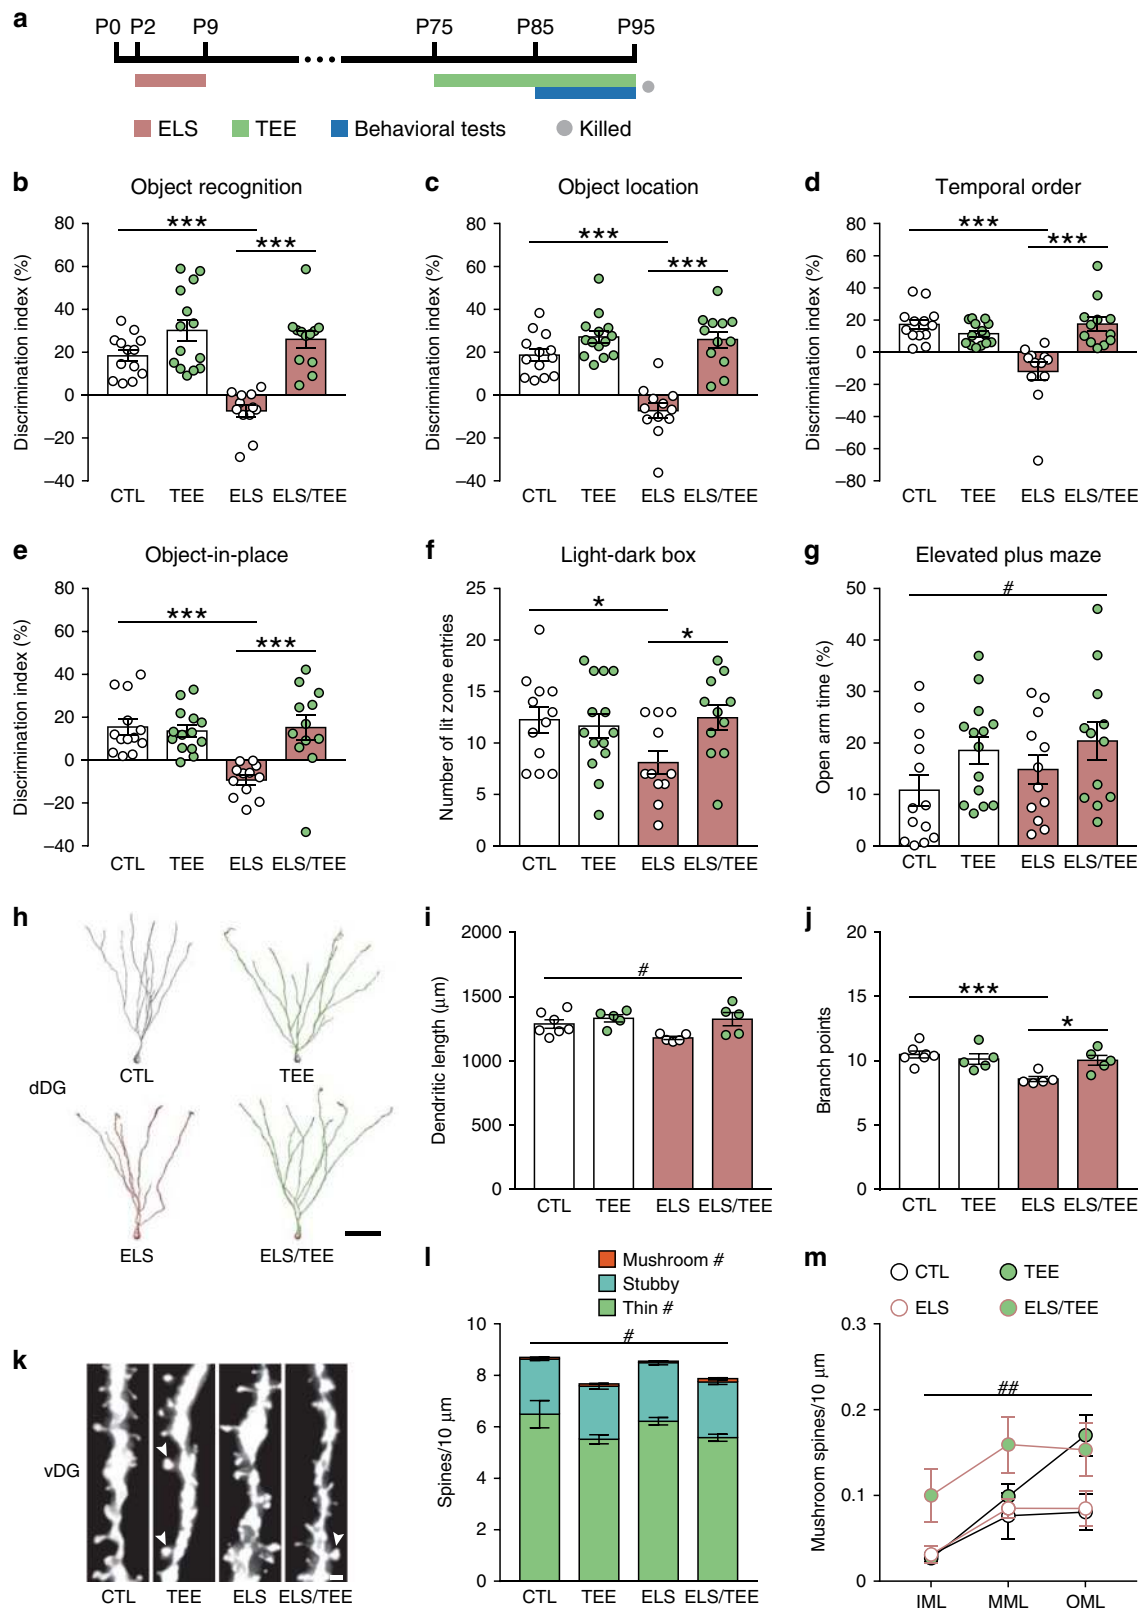 a
P0 P2 P9 P75 P85 P95
ELS TEE Behavioral tests Killed
b
Object recognition
Discrimination index (%)
80
60
40
20
0
–20
–40
*** ***
CTL TEE ELS ELS/TEE
c
Object location
Discrimination index (%)
80
60
40
20
0
–20
–40
*** ***
CTL TEE ELS ELS/TEE
d
Temporal order
Discrimination index (%)
80
60
40
20
0
–20
–40
–60
–80
*** ***
CTL TEE ELS ELS/TEE
e
Object-in-place
Discrimination index (%)
80
60
40
20
0
–20
–40
*** ***
CTL TEE ELS ELS/TEE
f
Light-dark box
Number of lit zone entries
25
20
15
10
5
0
* *
CTL TEE ELS ELS/TEE
g
Elevated plus maze
Open arm time (%)
50
40
30
20
10
0
#
CTL TEE ELS ELS/TEE
h
dDG
CTL TEE
ELS ELS/TEE
i
Dendritic length (μm)
2000
1500
1000
500
0
#
CTL TEE ELS ELS/TEE
j
Branch points
20
15
10
5
0
*** *
CTL TEE ELS ELS/TEE
k
vDG
CTL TEE ELS ELS/TEE
l
Mushroom #
Stubby
Thin #
Spines/10 μm
10
8
6
4
2
0
#
CTL TEE ELS ELS/TEE
m
CTL TEE
ELS ELS/TEE
Mushroom spines/10 μm
0.3
0.2
0.1
0
##
IML MML OML